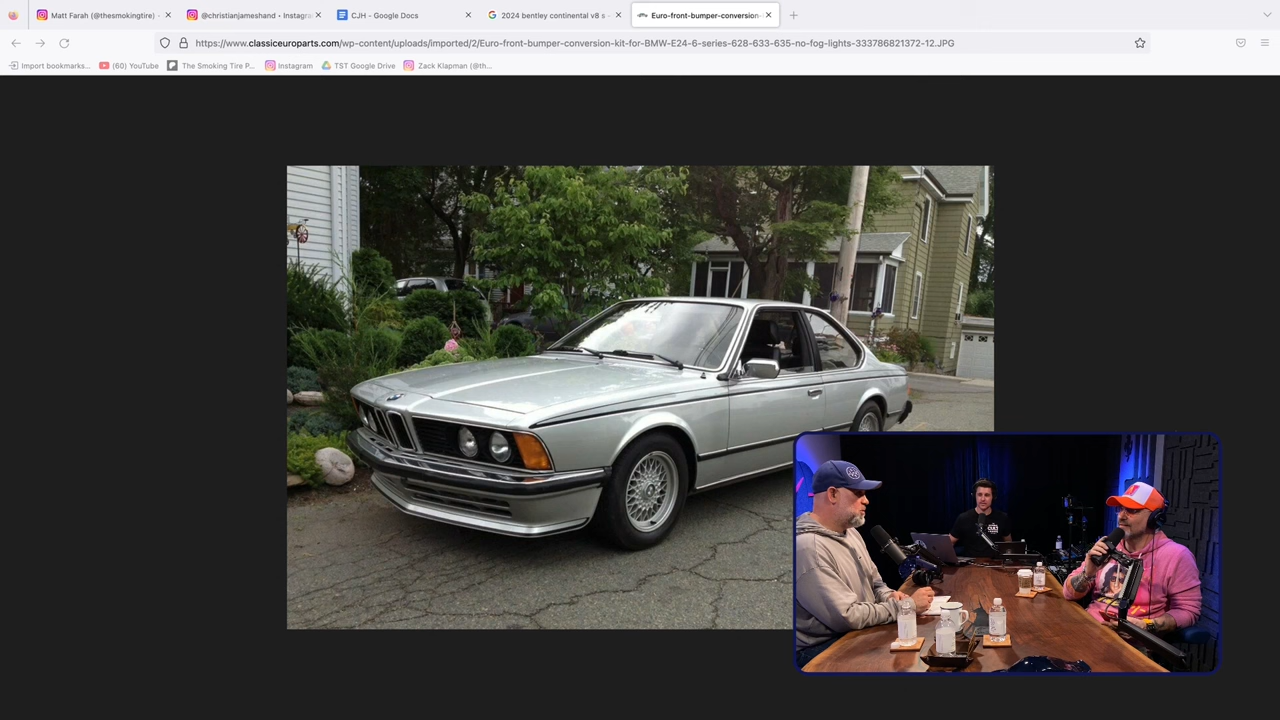 Matt Farah (@thesmokingtire) •
@christianjameshand • Instagra
CJH - Google Docs
2024 bentley continental v8 s -
Euro-front-bumper-conversion-
https://www.classiceuroparts.com/wp-content/uploads/imported/2/Euro-front-bumper-conversion-kit-for-BMW-E24-6-series-628-633-635-no-fog-lights-333786821372-12.JPG
Import bookmarks...
(60) YouTube
The Smoking Tire P...
Instagram
TST Google Drive
Zack Klapman (@th...